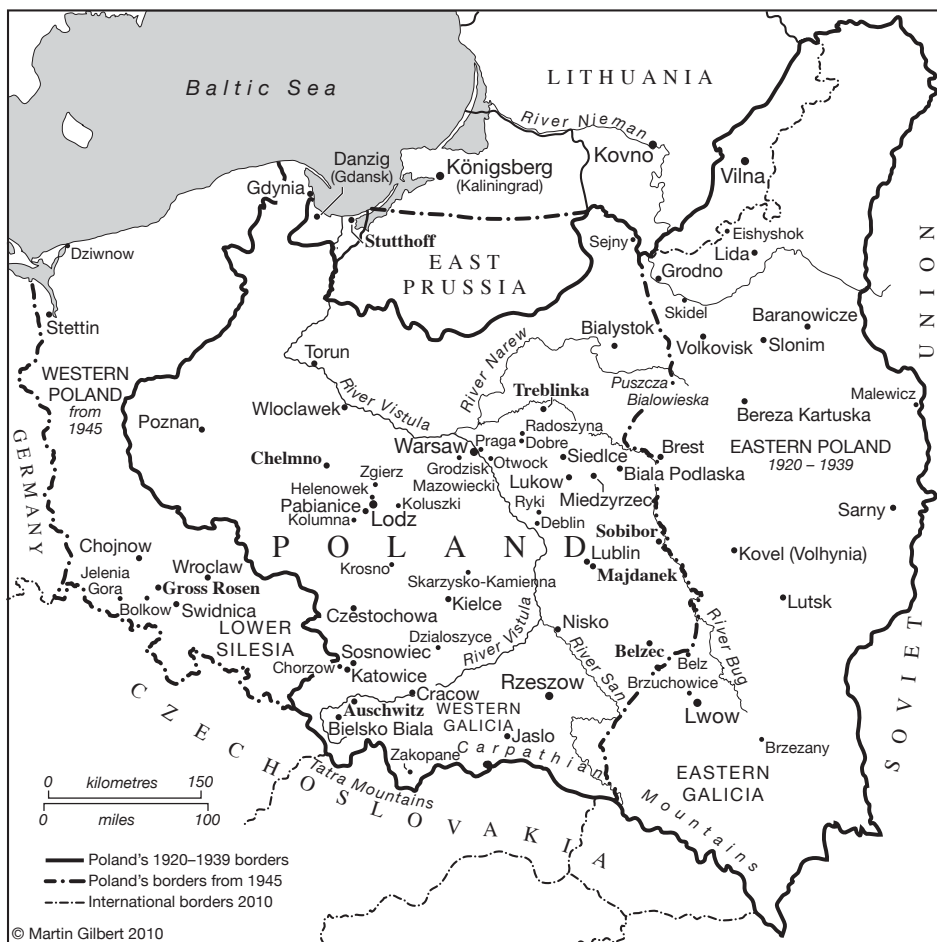 Baltic Sea
LITHUANIA
River Nieman
Kovno
Danzig
(Gdansk)
Königsberg
(Kaliningrad)
Vilna
Gdynia
Stutthoff
Sejny
Eishyshok
Lida
Dziwnow
EAST
PRUSSIA
Grodno
Skidel
Stettin
Bialystok
Baranowicze
Volkovisk
Slonim
Torun
River Narew
WESTERN
POLAND
from
1945
Puszcza
Bialowieska
Malewicz
Treblinka
River Vistula
Wloclawek
Bereza Kartuska
Poznan
Radoszyna
Praga
Dobre
Warsaw
Brest
EASTERN POLAND
1920 – 1939
Siedlce
Otwock
Grodzisk
Mazowiecki
Biala Podlaska
Chelmno
Zgierz
Lukow
Miedzyrzec
Helenowek
Pabianice
Koluszki
Ryki
Kolumna
Lodz
Deblin
Sarny
GERMANY
Sobibor
POLAND
Chojnow
Lublin
Kovel (Volhynia)
Krosno
Majdanek
Wroclaw
Jelenia
Gora
Skarzysko-Kamienna
Gross Rosen
Bolkow
Swidnica
Kielce
Lutsk
Czestochowa
LOWER
SILESIA
Nisko
Dzialoszyce
River Vistula
River Bug
Sosnowiec
Belzec
Belz
Chorzow
Katowice
River San
Brzuchowice
Cracow
Rzeszow
Auschwitz
WESTERN
GALICIA
Lwow
Bielsko Biala
Jaslo
Brzezany
Zakopane
Carpathian
Mountains
Tatra Mountains
EASTERN
GALICIA
CZECHOSLOVAKIA
SOVIET UNION
0 kilometres 150
0 miles 100
Poland's 1920–1939 borders
Poland's borders from 1945
International borders 2010
© Martin Gilbert 2010